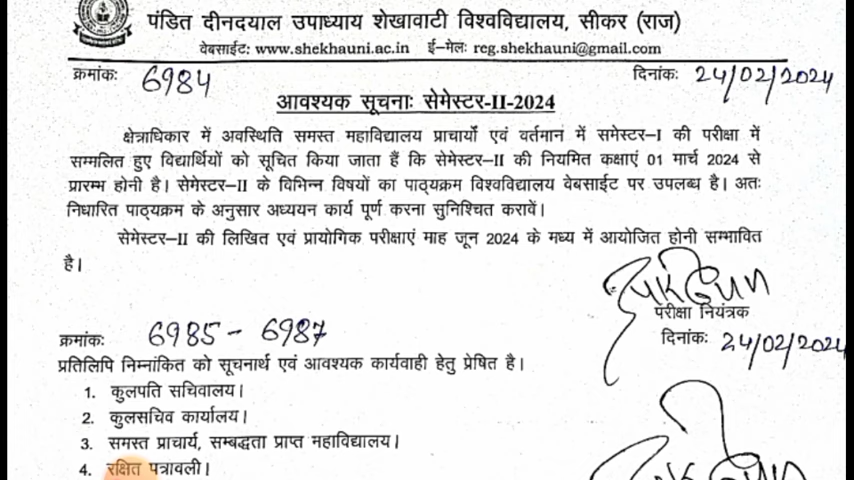 पंडित दीनदयाल उपाध्याय शेखावाटी विश्वविद्यालय, सीकर (राज)
वेबसाईटः www.shekhauni.ac.in ई-मेलः reg.shekhauni@gmail.com
क्रमांकः 6984 दिनांकः 24/02/2024
आवश्यक सूचनाः सेमेस्टर-II-2024
क्षेत्राधिकार में अवस्थिति समस्त महाविद्यालय प्राचार्यो एवं वर्तमानं में समेस्टर-I की परीक्षा में
सम्मलित हुए विद्यार्थियों को सूचित किया जाता हैं कि सेमेस्टर-II की नियमित कक्षाएं 01 मार्च 2024 से
प्रारम्भ होनी है। सेमेस्टर-II के विभिन्न विषयों का पाठ्यक्रम विश्वविद्यालय वेबसाईट पर उपलब्ध है। अतः
निधारित पाठ्यक्रम के अनुसार अध्ययन कार्य पूर्ण करना सुनिश्चित करावें।
सेमेस्टर-II की लिखित एवं प्रायोगिक परीक्षाएं माह जून 2024 के मध्य में आयोजित होनी सम्भावित
है।
परीक्षा नियंत्रक
क्रमांकः 6985 - 6987 दिनांकः 24/02/2024
प्रतिलिपि निम्नांकित को सूचनार्थ एवं आवश्यक कार्यवाही हेतु प्रेषित है।
1. कुलपति सचिवालय।
2. कुलसचिव कार्यालय।
3. समस्त प्राचार्य, सम्बद्धता प्राप्त महाविद्यालय।
4. रक्षित पत्रावली।